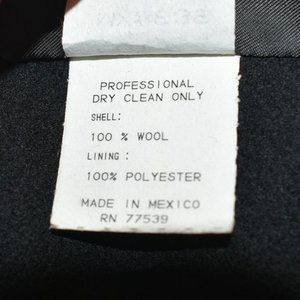 PROFESSIONAL
DRY CLEAN ONLY
SHELL:
100 % WOOL
LINING :
100% POLYESTER
MADE IN MEXICO
RN 77539